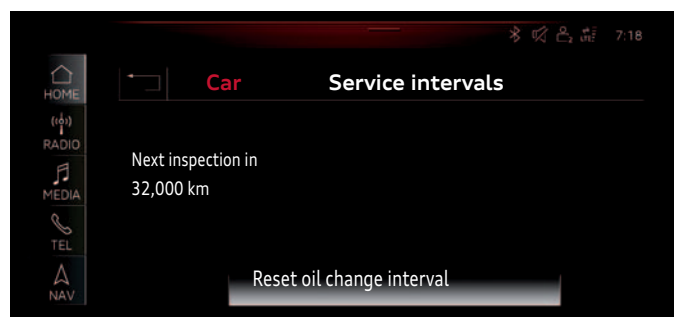 7:18
HOME
Car Service intervals
RADIO
Next inspection in
MEDIA
32,000 km
TEL
Reset oil change interval
NAV